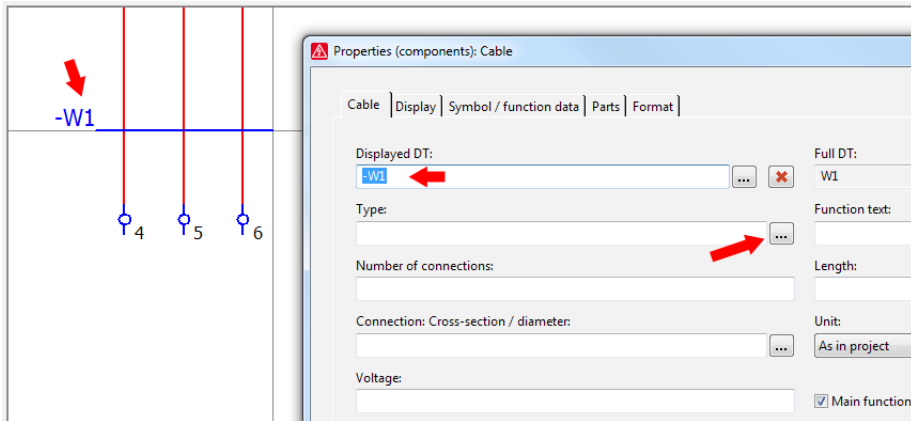 -W1
4
5
6
Properties (components): Cable
Cable Display Symbol / function data Parts Format
Displayed DT:
-W1
...
Full DT:
W1
Type:
...
Function text:
Number of connections:
Length:
Connection: Cross-section / diameter:
...
Unit:
As in project
Voltage:
Main function